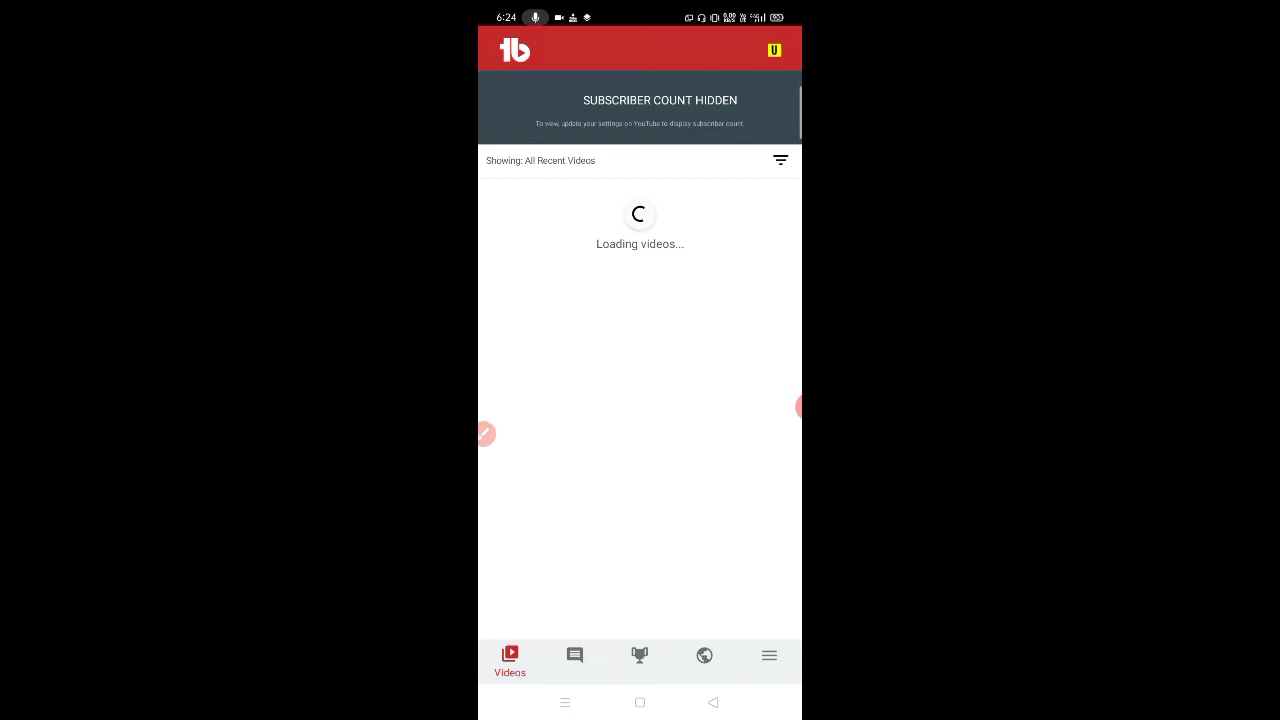 6:24
tb
U
SUBSCRIBER COUNT HIDDEN
To view, update your settings on YouTube to display subscriber count.
Showing: All Recent Videos
Loading videos...
Videos